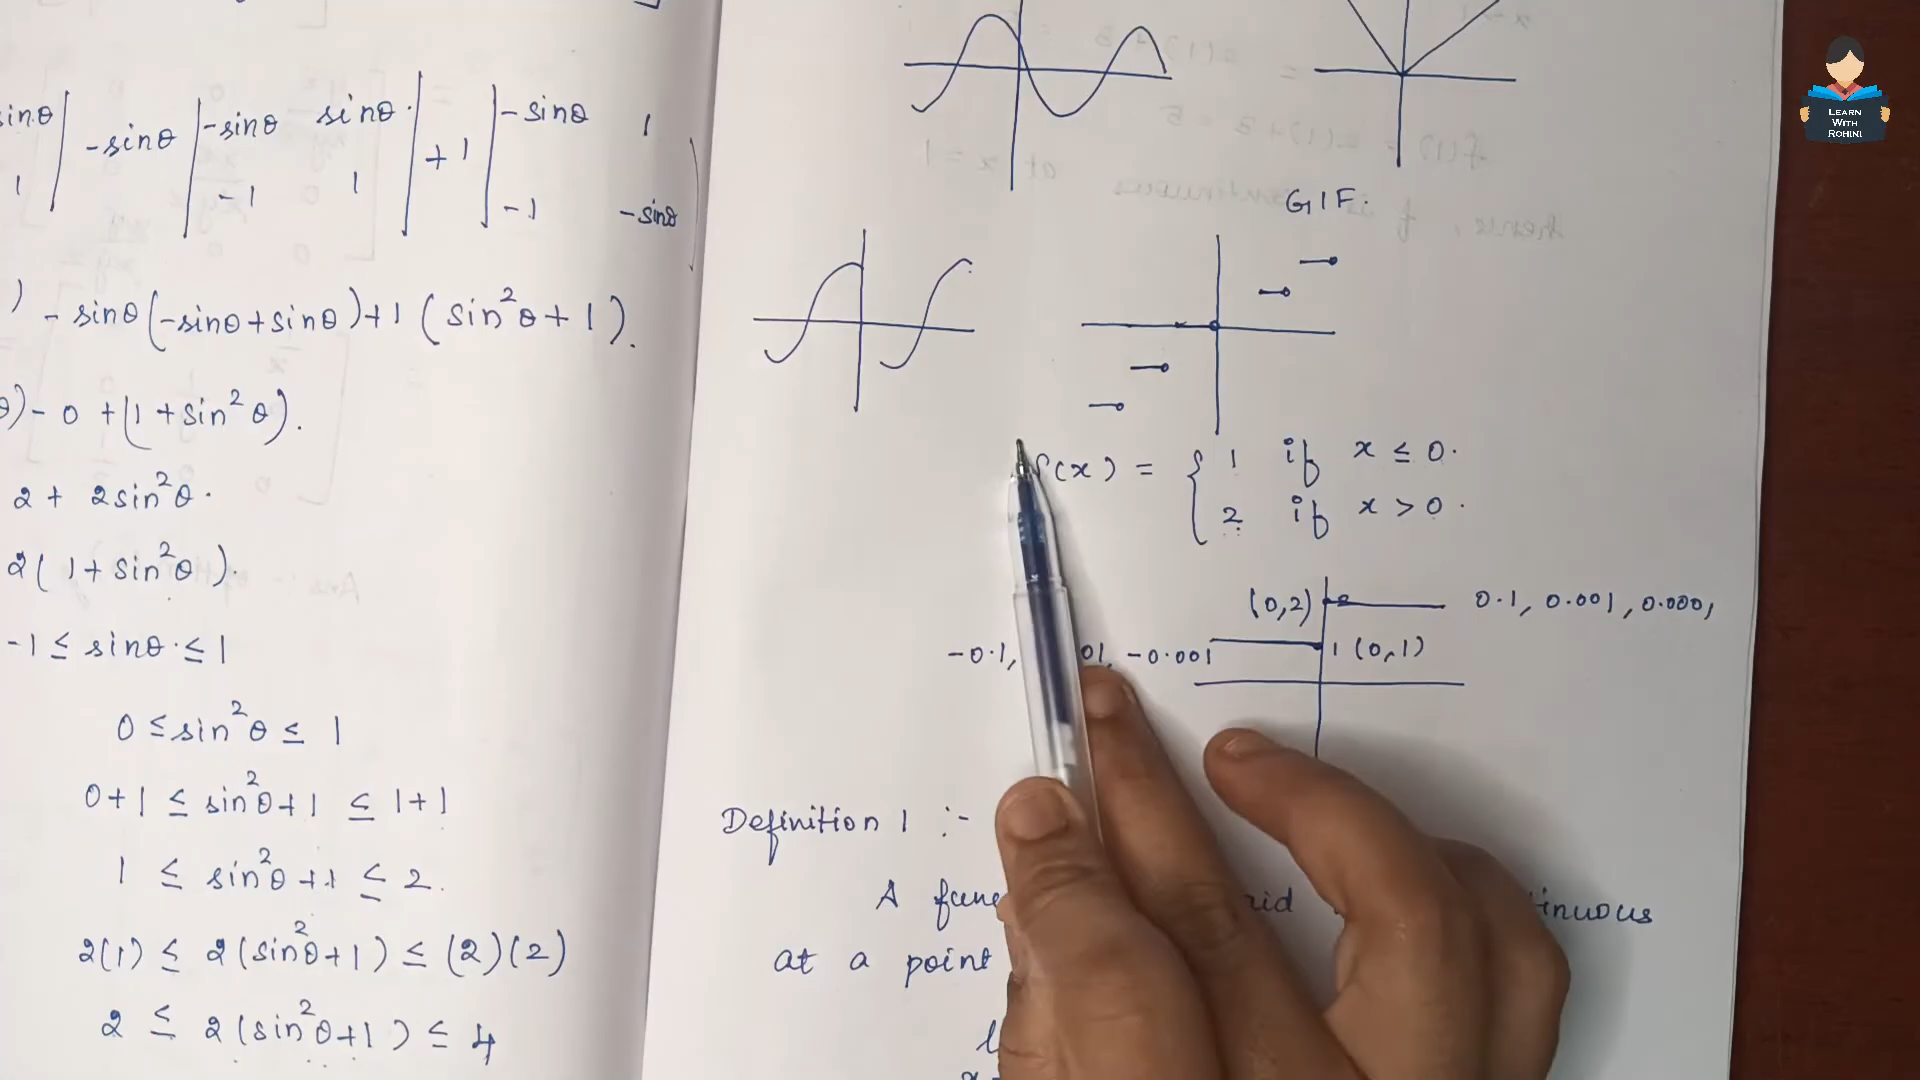 sinθ | -sinθ | -sinθ sinθ | + 1 | -sinθ 1
1 | -1 1 | -1 -sinθ
) - sinθ (-sinθ + sinθ) + 1 (sin²θ + 1).
θ) - 0 + (1 + sin²θ).
2 + 2sin²θ.
2(1 + sin²θ).
-1 ≤ sinθ ≤ 1
0 ≤ sin²θ ≤ 1
0+1 ≤ sin²θ+1 ≤ 1+1
1 ≤ sin²θ+1 ≤ 2.
2(1) ≤ 2(sin²θ+1) ≤ (2)(2)
2 ≤ 2(sin²θ+1) ≤ 4
GIF.
f(x) = { 1 if x ≤ 0.
2 if x > 0.
(0,2) 0.1, 0.001, 0.000,
-0.1, -0.001 1 (0,1)
Definition 1 :-
A
at a point
LEARN
WITH
ROHINI